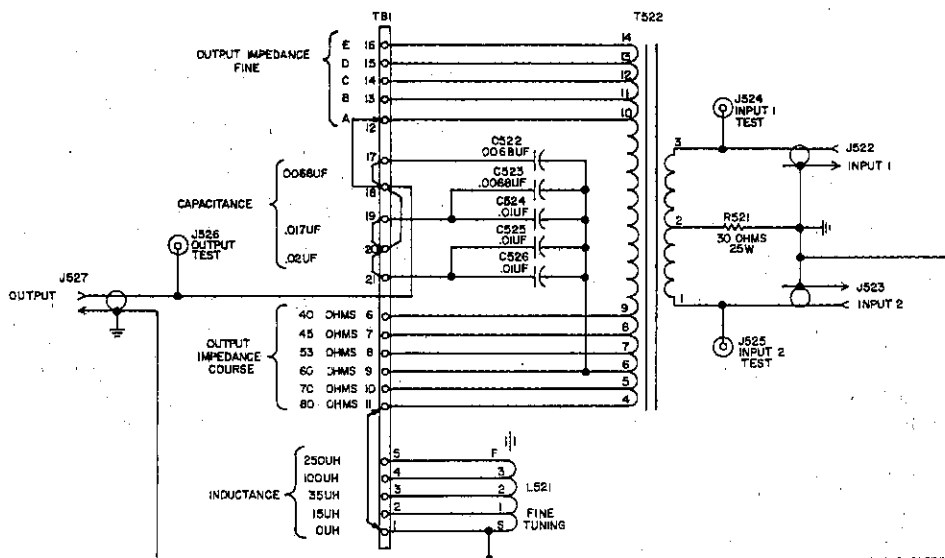 TB1
T522
OUTPUT IMPEDANCE
FINE
E 16
D 15
C 14
B 13
A 12
14
13
12
11
10
17
18
19
20
21
CAPACITANCE
.0068UF
.017UF
.02UF
C522
.0068UF
C523
.0068UF
C524
.01UF
C525
.01UF
C526
.01UF
J524
INPUT 1
TEST
3
J522
INPUT 1
2
R521
30 OHMS
25W
J523
INPUT 2
1
J525
INPUT 2
TEST
J526
OUTPUT
TEST
J527
OUTPUT
OUTPUT
IMPEDANCE
COURSE
40 OHMS 6
45 OHMS 7
53 OHMS 8
60 OHMS 9
70 OHMS 10
80 OHMS 11
9
8
7
6
5
4
INDUCTANCE
250UH 5
100UH 4
35UH 3
15UH 2
0UH 1
F
3
2
1
S
L521
FINE
TUNING